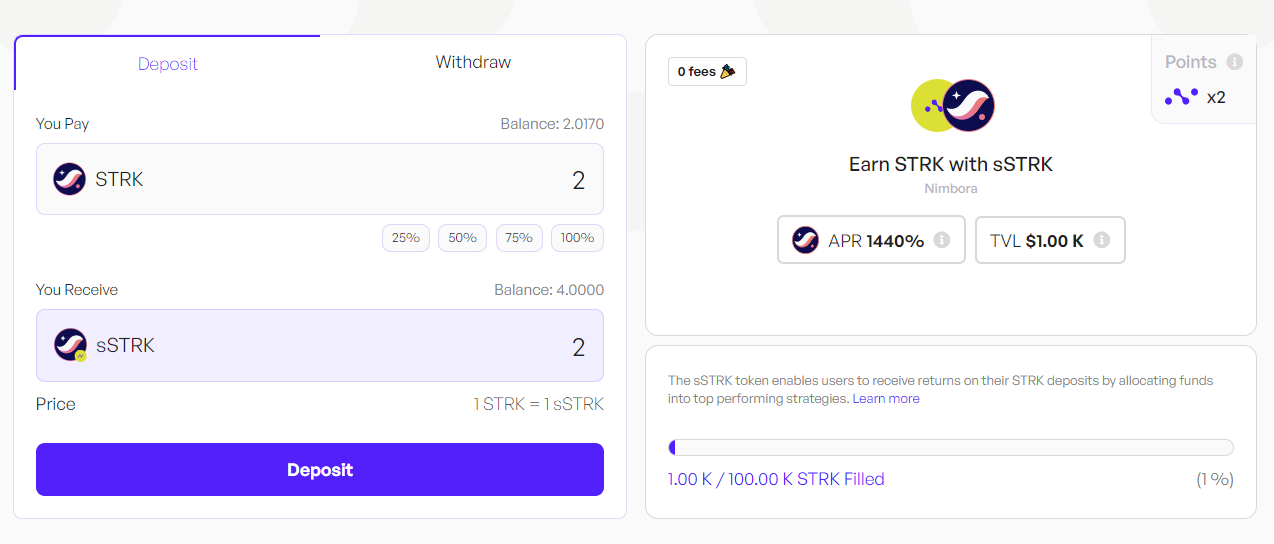 Deposit
Withdraw
You Pay
Balance: 2.0170
STRK
2
25%
50%
75%
100%
You Receive
Balance: 4.0000
sSTRK
2
Price
1 STRK = 1 sSTRK
Deposit
0 fees
Points
x2
Earn STRK with sSTRK
Nimbora
APR 1440%
TVL $1.00 K
The sSTRK token enables users to receive returns on their STRK deposits by allocating funds
into top performing strategies. Learn more
1.00 K / 100.00 K STRK Filled
(1 %)